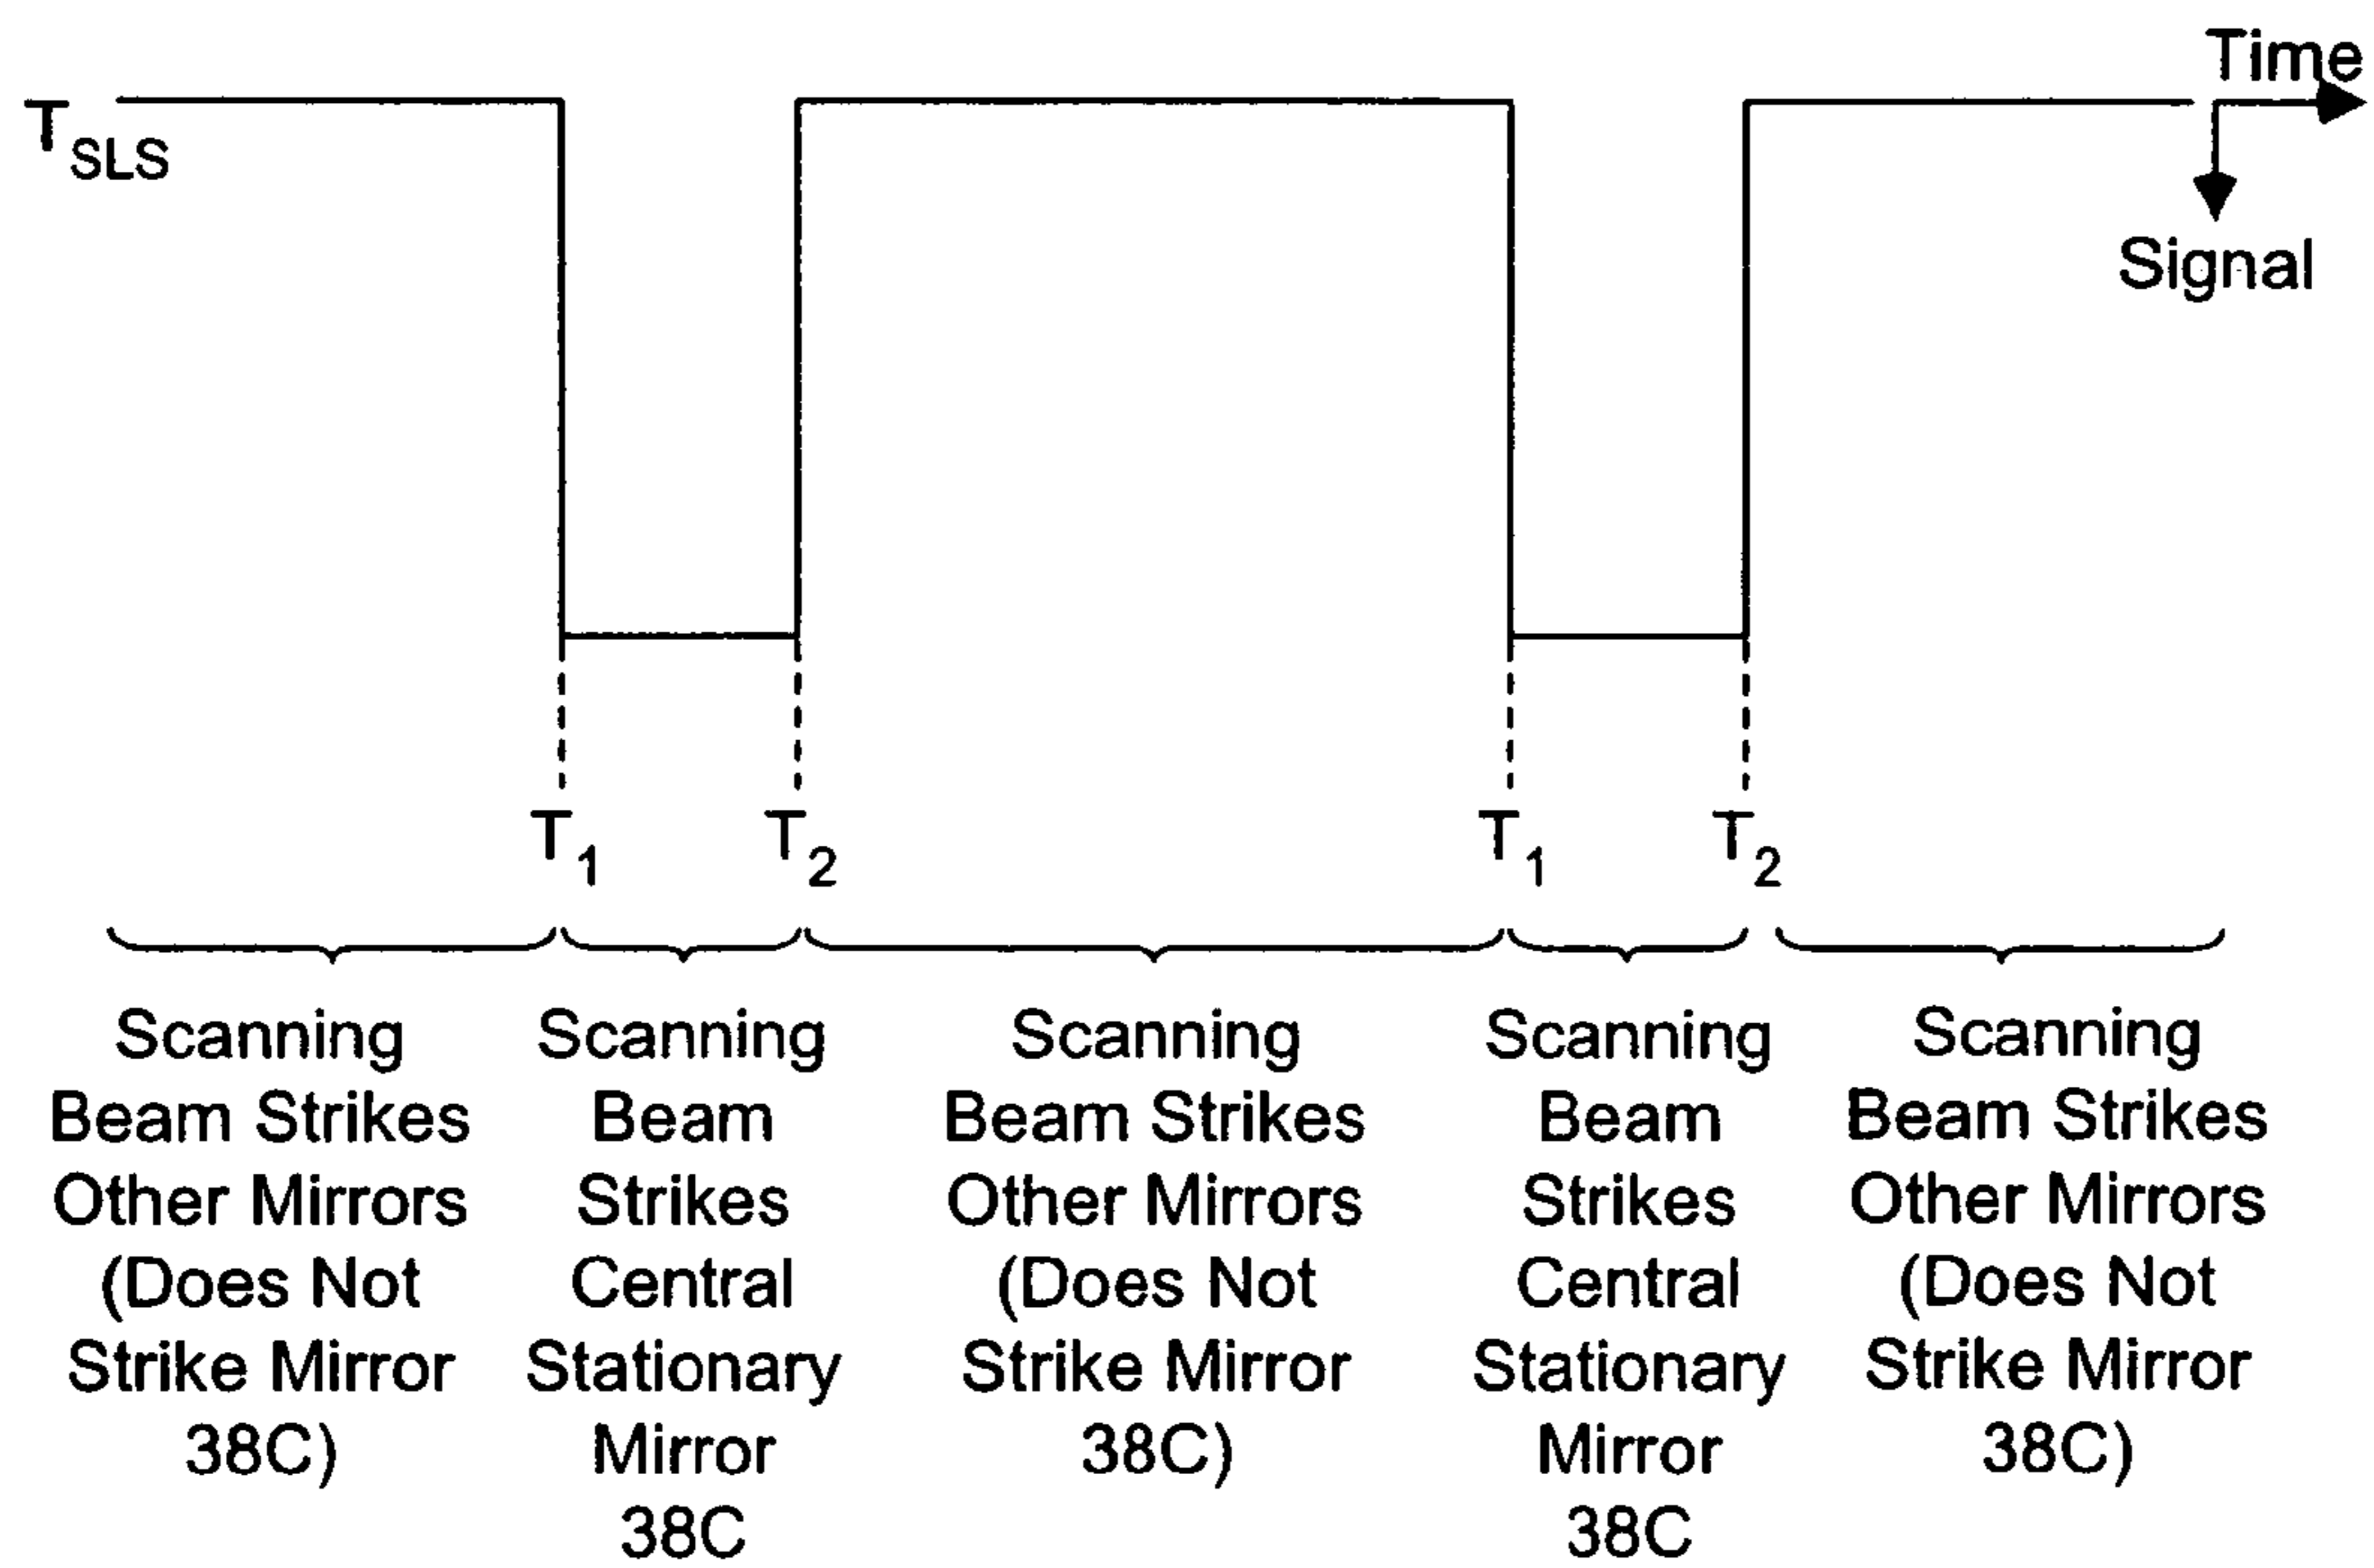 Time
T SLS
Signal
T1 T2 T1 T2
Scanning
Beam Strikes
Other Mirrors
(Does Not
Strike Mirror
38C)
Scanning
Beam
Strikes
Central
Stationary
Mirror
38C
Scanning
Beam Strikes
Other Mirrors
(Does Not
Strike Mirror
38C)
Scanning
Beam
Strikes
Central
Stationary
Mirror
38C
Scanning
Beam Strikes
Other Mirrors
(Does Not
Strike Mirror
38C)